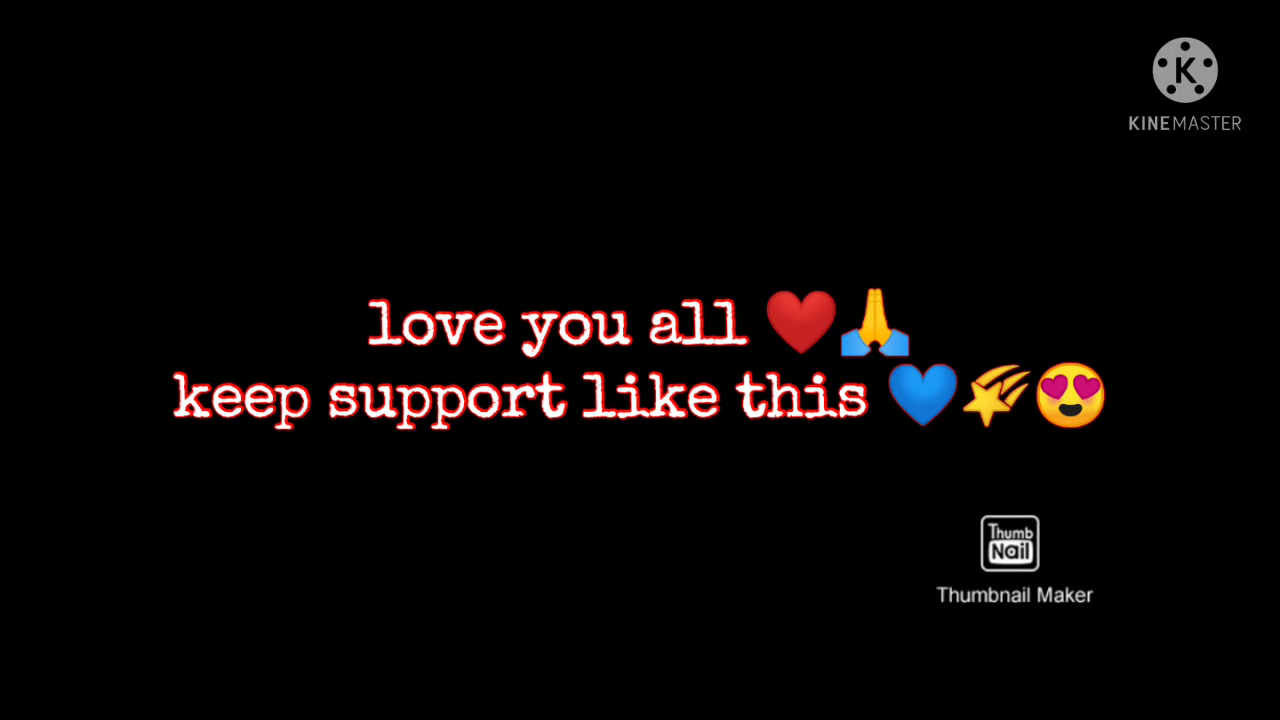 K
KINEMASTER
love you all ❤️🙏
keep support like this 💙🌠😍
Thumb
Nail
Thumbnail Maker